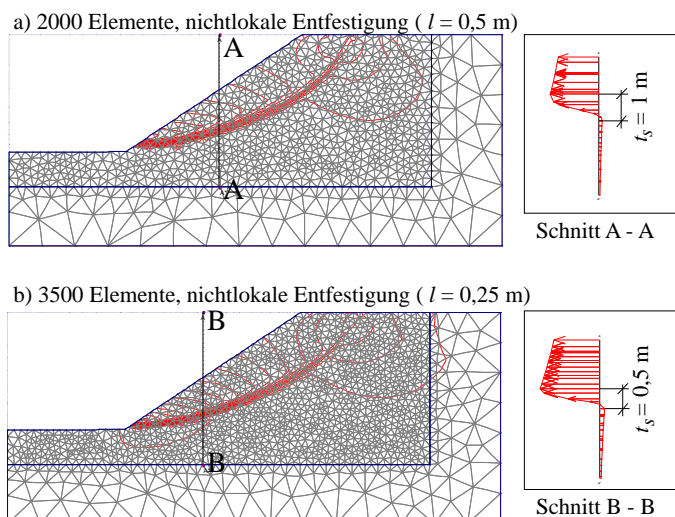 a) 2000 Elemente, nichtlokale Entfestigung ( l = 0,5 m)
A
A
t_s = 1 m
Schnitt A - A
b) 3500 Elemente, nichtlokale Entfestigung ( l = 0,25 m)
B
B
t_s = 0,5 m
Schnitt B - B